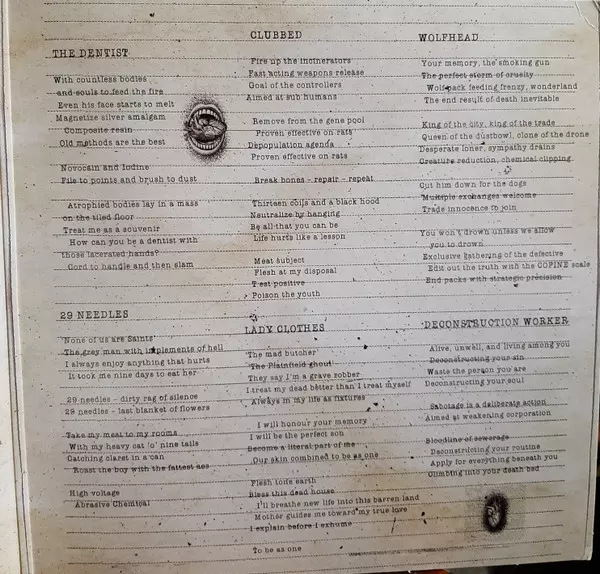 THE DENTIST
With countless bodies
and souls to feed the fire
Even his face starts to melt
Magnetize silver amalgam
Composite resin
Old methods are the best
Novocain and Iodine
File to points and brush to dust
Atrophied bodies lay in a mass
on the tiled floor
Treat me as a souvenir
How can you be a dentist with
those lacerated hands?
Cord to handle and then slam
29 NEEDLES
None of us are Saints
The grey man with implements of hell
I always enjoy anything that hurts
It took me nine days to eat her
29 needles - dirty rag of silence
29 needles - last blanket of flowers
Take my meat to my rooms
With my heavy cat 'o' nine tails
Catching claret in a can
Roast the boy with the fattest ass
High voltage
Abrasive Chemical
CLUBBED
Fire up the incinerators
Fast acting weapons release
Goal of the controllers
Aimed at sub humans
Remove from the gene pool
Proven effective on rats
Depopulation agenda
Proven effective on rats
Break bones - repair - repeat
Thirteen coils and a black hood
Neutralize by hanging
Be all that you can be
Life hurts like a lesson
Meat subject
Flesh at my disposal
Test positive
Poison the youth
LADY CLOTHES
'The mad butcher'
'The Plainfield ghoul'
They say I'm a grave robber
I treat my dead better than I treat myself
Always in my life as fixtures
I will honour your memory
I will be the perfect son
Become a literal part of me
Our skin combined to be as one
Flesh to the earth
Bless this dead house
I'll breathe new life into this barren land
Mother guides me toward my true love
I explain before I exhume
To be as one
WOLFHEAD
Your memory, the smoking gun
The perfect storm of cruelty
Wolfpack feeding frenzy, wonderland
The end result of death inevitable
King of the city, king of the trade
Queen of the dustbowl, clone of the drone
Desperate loner, sympathy drains
Creature reduction, chemical clipping
Cut him down for the dogs
Multiple exchanges welcome
Trade innocence to join
You won't drown unless we allow
you to drown
Exclusive gathering of the defective
Edit out the truth with the COPINE scale
End packs with strategic precision
DECONSTRUCTION WORKER
Alive, unwell, and living among you
Deconstructing your sin
Waste the person you are
Deconstructing your soul
Sabotage is a deliberate action
Aimed at weakening corporation
Bloodline of sewerage
Deconstructing your routine
Apply for everything beneath you
Climbing into your death bed